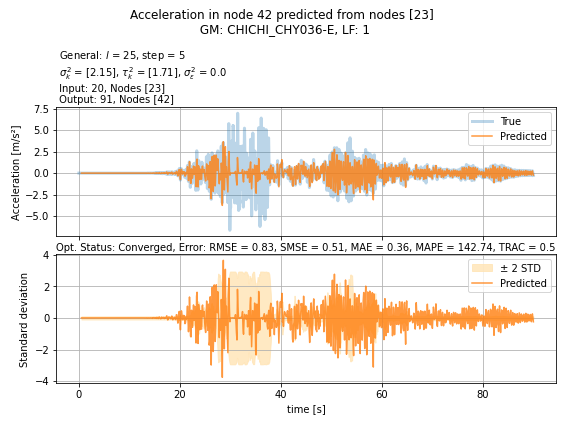 Acceleration in node 42 predicted from nodes [23]
GM: CHICHI_CHY036-E, LF: 1
General: l = 25, step = 5
σ_k^2 = [2.15], τ_k^2 = [1.71], σ_ε^2 = 0.0
Input: 20, Nodes [23]
Output: 91, Nodes [42]
7.5
5.0
2.5
0.0
−2.5
−5.0
Acceleration [m/s²]
True
Predicted
Opt. Status: Converged, Error: RMSE = 0.83, SMSE = 0.51, MAE = 0.36, MAPE = 142.74, TRAC = 0.5
4
2
0
−2
−4
Standard deviation
± 2 STD
Predicted
0 20 40 60 80
time [s]